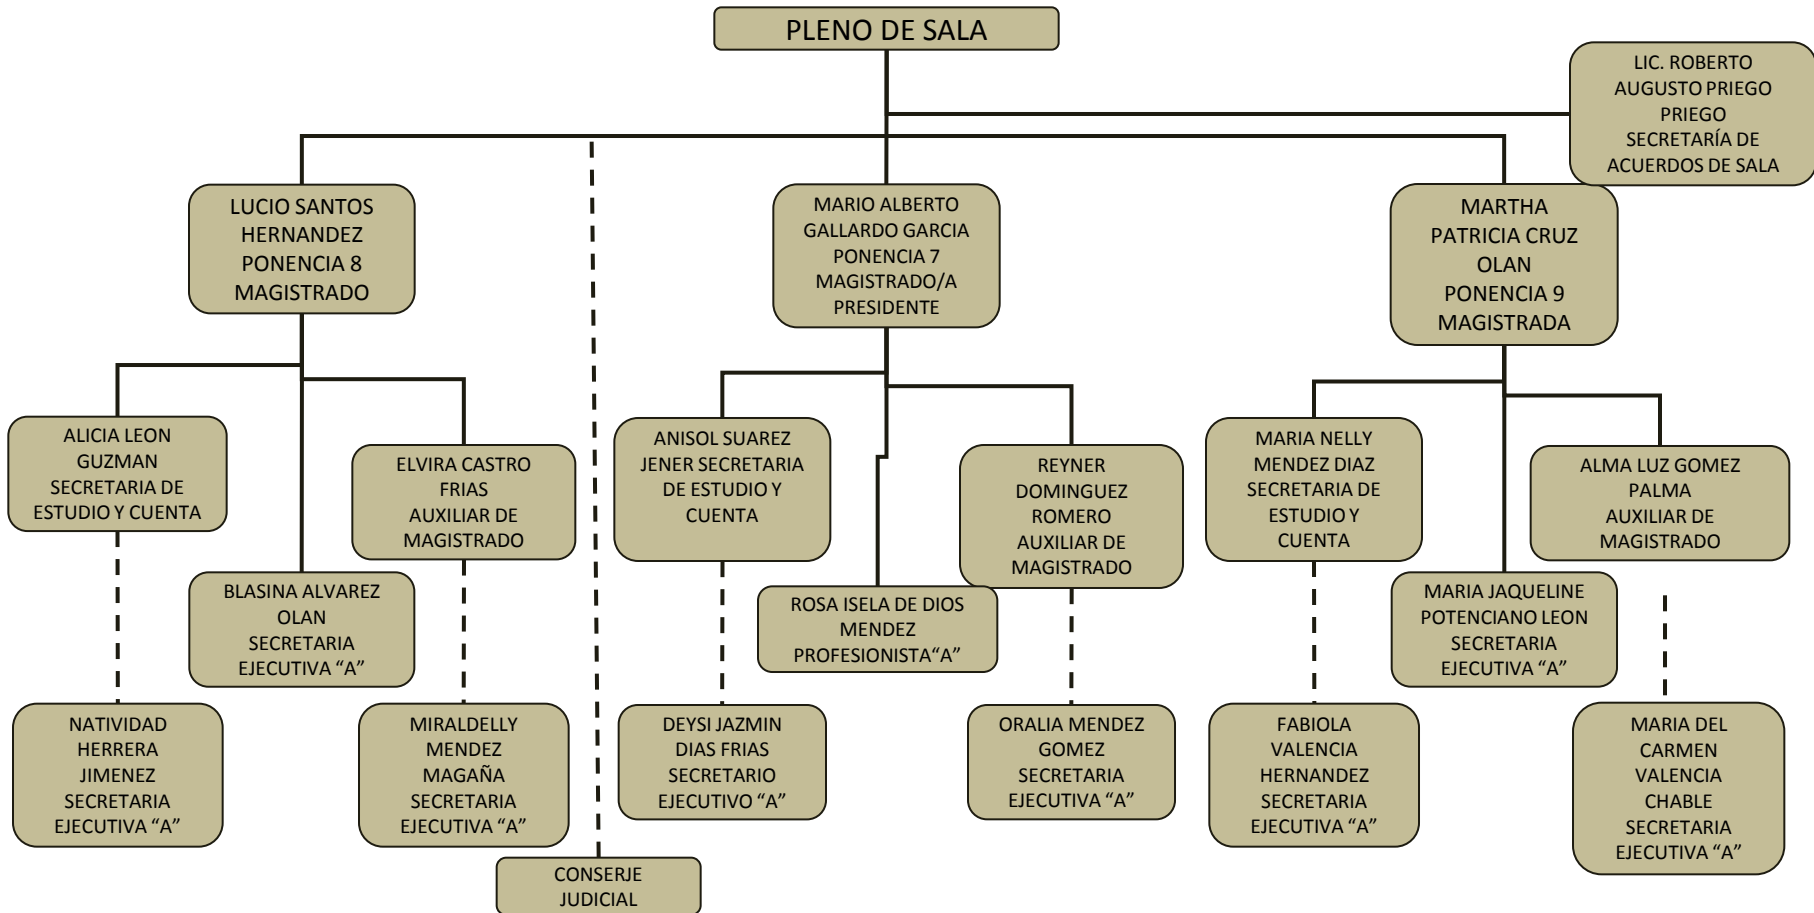 PLENO DE SALA
LIC. ROBERTO
AUGUSTO PRIEGO
PRIEGO
SECRETARÍA DE
ACUERDOS DE SALA
LUCIO SANTOS
HERNANDEZ
PONENCIA 8
MAGISTRADO
MARIO ALBERTO
GALLARDO GARCIA
PONENCIA 7
MAGISTRADO/A
PRESIDENTE
MARTHA
PATRICIA CRUZ
OLAN
PONENCIA 9
MAGISTRADA
ALICIA LEON
GUZMAN
SECRETARIA DE
ESTUDIO Y CUENTA
ELVIRA CASTRO
FRIAS
AUXILIAR DE
MAGISTRADO
ANISOL SUAREZ
JENER SECRETARIA
DE ESTUDIO Y
CUENTA
REYNER
DOMINGUEZ
ROMERO
AUXILIAR DE
MAGISTRADO
MARIA NELLY
MENDEZ DIAZ
SECRETARIA DE
ESTUDIO Y
CUENTA
ALMA LUZ GOMEZ
PALMA
AUXILIAR DE
MAGISTRADO
BLASINA ALVAREZ
OLAN
SECRETARIA
EJECUTIVA “A”
ROSA ISELA DE DIOS
MENDEZ
PROFESIONISTA“A”
MARIA JAQUELINE
POTENCIANO LEON
SECRETARIA
EJECUTIVA “A”
NATIVIDAD
HERRERA
JIMENEZ
SECRETARIA
EJECUTIVA “A”
MIRALDELLY
MENDEZ
MAGAÑA
SECRETARIA
EJECUTIVA “A”
DEYSI JAZMIN
DIAS FRIAS
SECRETARIO
EJECUTIVO “A”
ORALIA MENDEZ
GOMEZ
SECRETARIA
EJECUTIVA “A”
FABIOLA
VALENCIA
HERNANDEZ
SECRETARIA
EJECUTIVA “A”
MARIA DEL
CARMEN
VALENCIA
CHABLE
SECRETARIA
EJECUTIVA “A”
CONSERJE
JUDICIAL